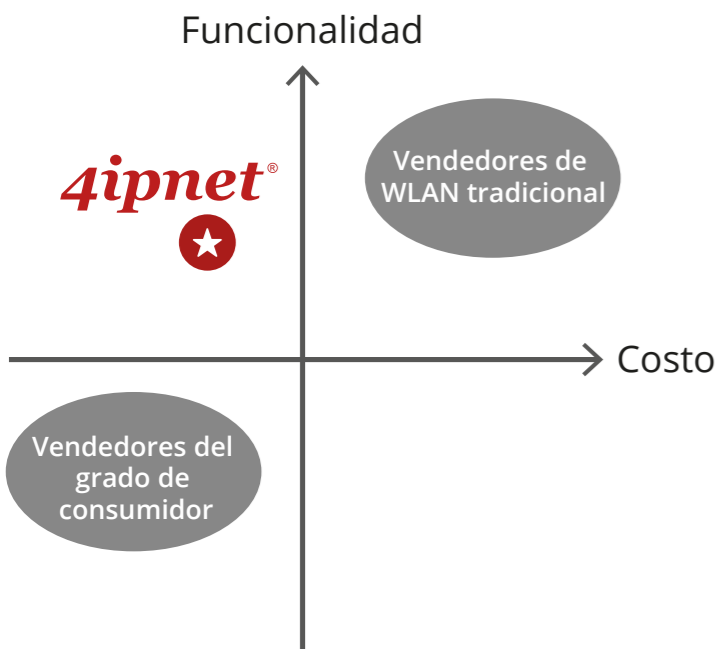 Funcionalidad
4ipnet®
Vendedores de
WLAN tradicional
Costo
Vendedores del
grado de
consumidor